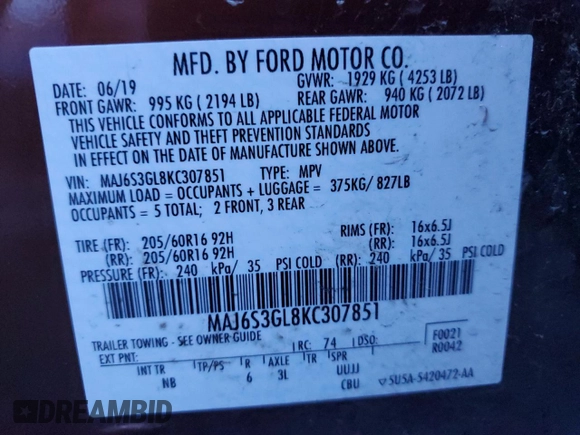 MFD. BY FORD MOTOR CO.
DATE: 06/19 GVWR: 1929 KG ( 4253 LB)
FRONT GAWR: 995 KG ( 2194 LB) REAR GAWR: 940 KG ( 2072 LB)
THIS VEHICLE CONFORMS TO ALL APPLICABLE FEDERAL MOTOR
VEHICLE SAFETY AND THEFT PREVENTION STANDARDS
IN EFFECT ON THE DATE OF MANUFACTURE SHOWN ABOVE.
VIN: MAJ6S3GL8KC307851 TYPE: MPV
MAXIMUM LOAD = OCCUPANTS + LUGGAGE = 375KG/ 827LB
OCCUPANTS = 5 TOTAL; 2 FRONT, 3 REAR
TIRE (FR): 205/60R16 92H RIMS (FR): 16x6.5J
(RR): 205/60R16 92H (RR): 16x6.5J
PRESSURE (FR): 240 kPa/ 35 PSI COLD (RR): 240 kPa/ 35 PSI COLD
MAJ6S3GL8KC307851
TRAILER TOWING - SEE OWNER GUIDE
RC: 74 DSO: F0021
EXT PNT: R0042
INT TR TP/PS R AXLE TR SPR
NB 6 3L UUJJ
CBU SU5A-5420472-AA
DREAMBID